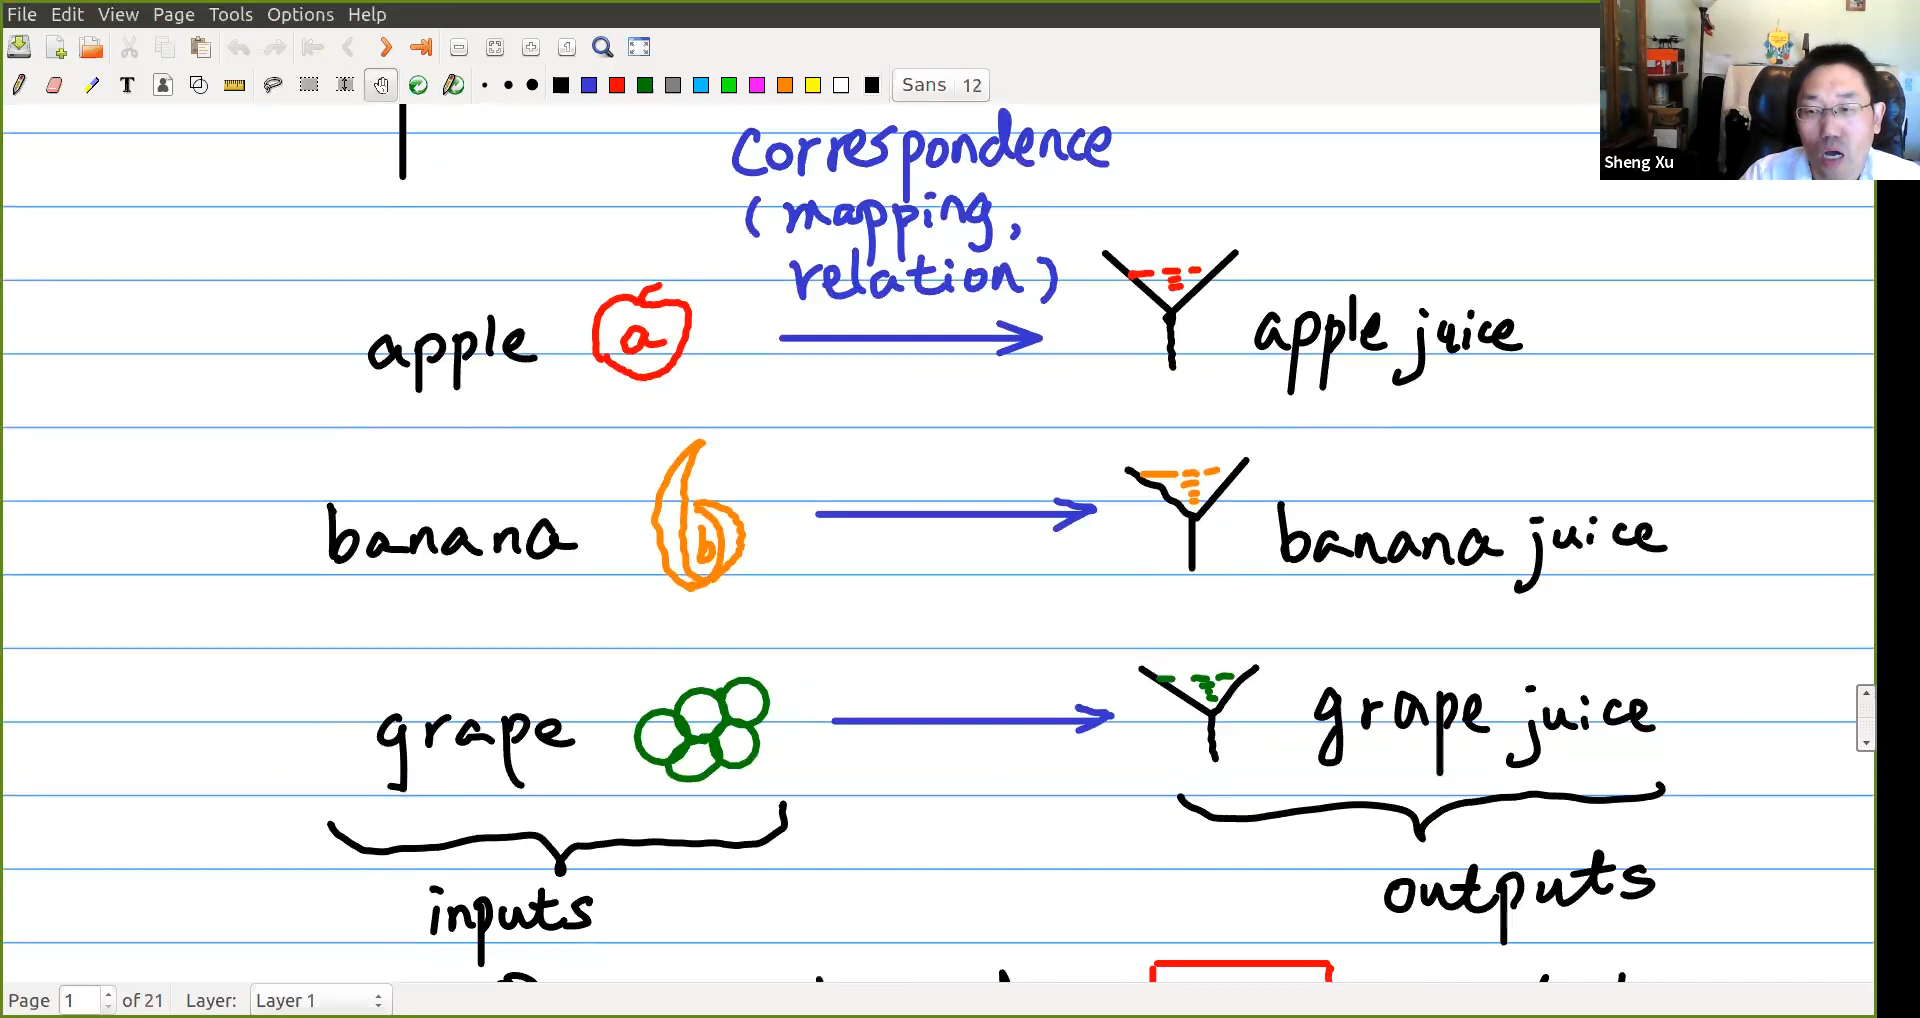 File Edit View Page Tools Options Help
Sans 12
Sheng Xu
Correspondence
(mapping,
relation)
apple a apple juice
banana b banana juice
grape grape juice
inputs outputs
Page 1 of 21 Layer: Layer 1